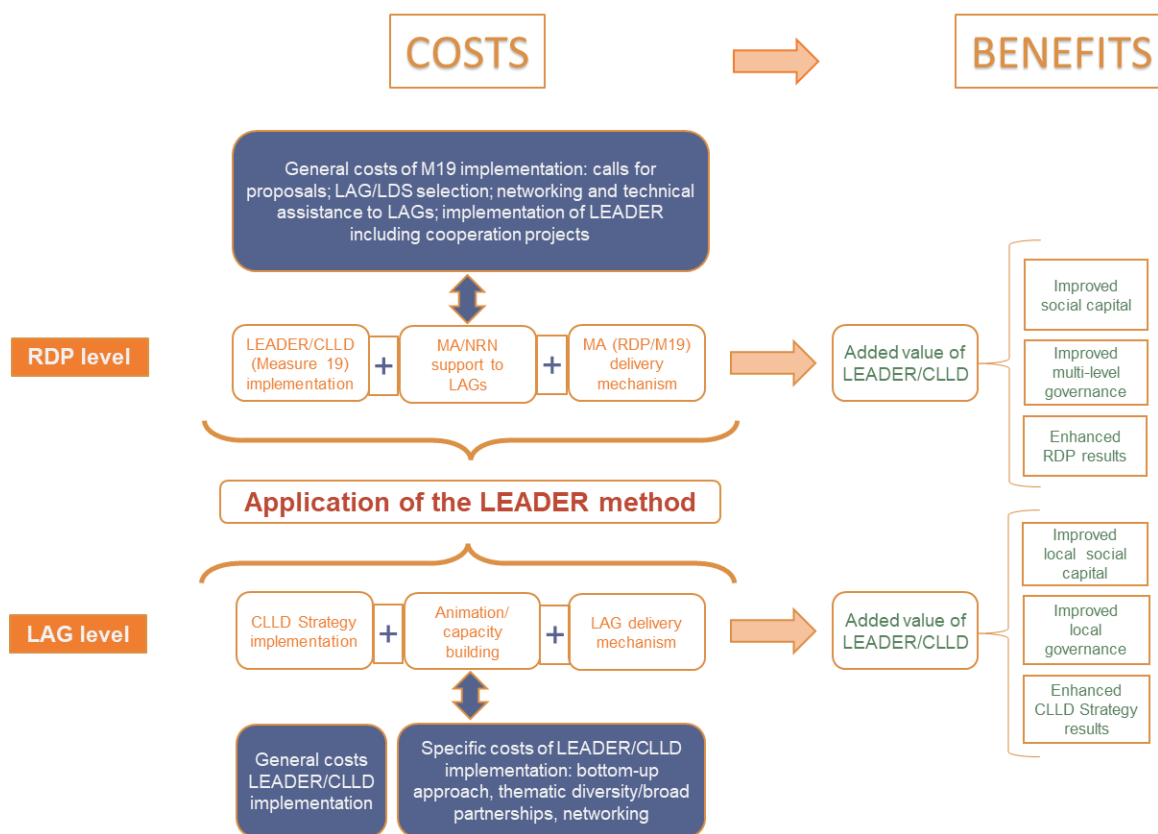 COSTS
BENEFITS
General costs of M19 implementation: calls for
proposals; LAG/LDS selection; networking and technical
assistance to LAGs; implementation of LEADER
including cooperation projects
RDP level
LEADER/CLLD
(Measure 19)
implementation
+
MA/NRN
support to
LAGs
+
MA (RDP/M19)
delivery
mechanism
Added value of
LEADER/CLLD
Improved
social capital
Improved
multi-level
governance
Enhanced
RDP results
Application of the LEADER method
LAG level
CLLD Strategy
implementation
+
Animation/
capacity
building
+
LAG delivery
mechanism
Added value of
LEADER/CLLD
Improved
local social
capital
Improved
local
governance
Enhanced
CLLD Strategy
results
General costs
LEADER/CLLD
implementation
Specific costs of LEADER/CLLD
implementation: bottom-up
approach, thematic diversity/broad
partnerships, networking